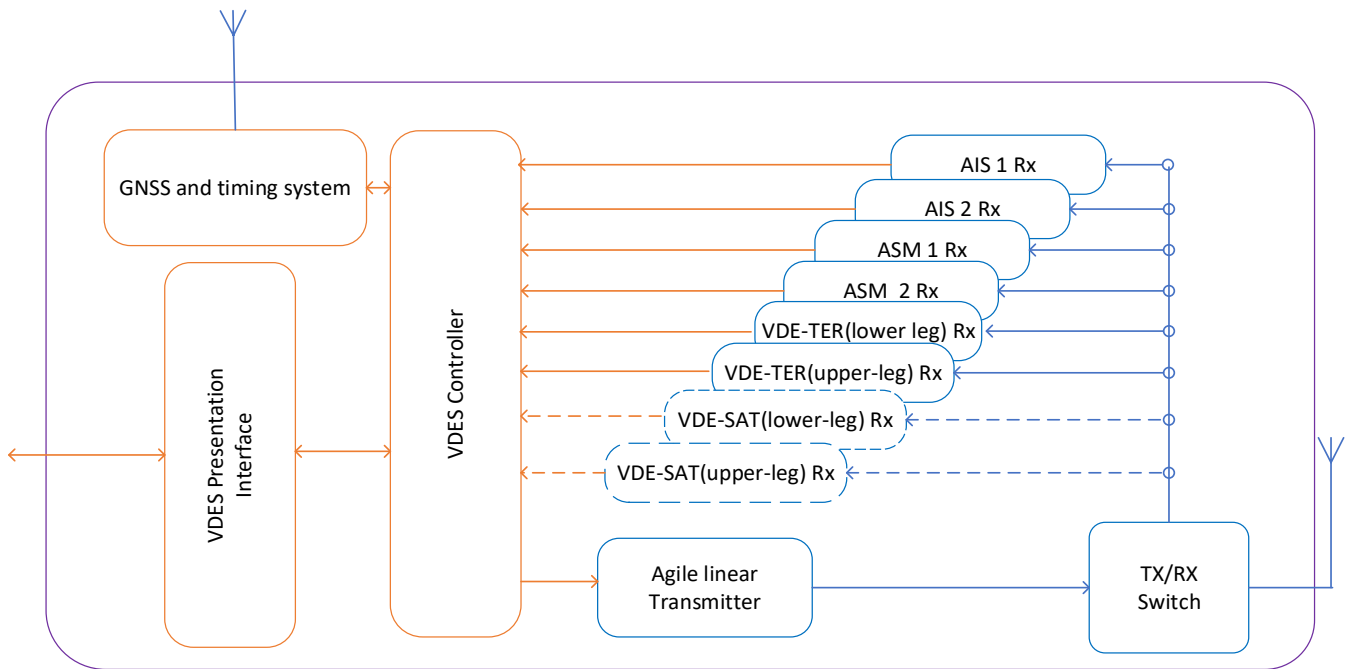 GNSS and timing system
VDES Presentation
Interface
VDES Controller
AIS 1 Rx
AIS 2 Rx
ASM 1 Rx
ASM 2 Rx
VDE-TER(lower leg) Rx
VDE-TER(upper-leg) Rx
VDE-SAT(lower-leg) Rx
VDE-SAT(upper-leg) Rx
Agile linear
Transmitter
TX/RX
Switch